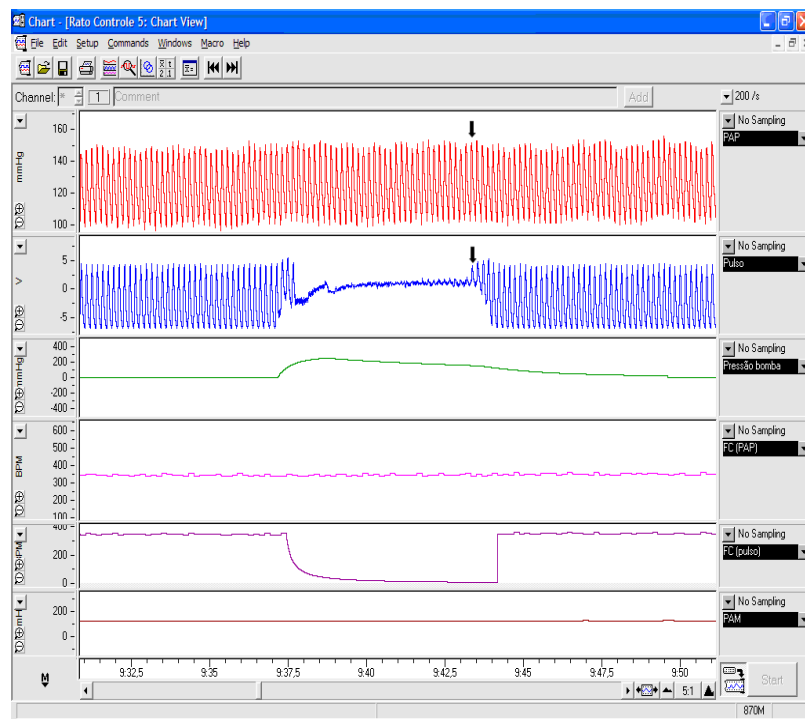 Chart - [Rato Controle 5: Chart View]
File Edit Setup Commands Windows Macro Help
Channel: * 1 Comment Add 200 /s
No Sampling
PAP
160
140
120
100
mmHg
No Sampling
Pulso
5
0
-5
V
No Sampling
Pressão bomba
400
200
0
-200
-400
mmHg
No Sampling
FC (PAP)
600
500
400
300
200
100
BPM
No Sampling
FC (pulso)
400
200
0
No Sampling
PAM
200
0
M
9:32,5 9:35 9:37,5 9:40 9:42,5 9:45 9:47,5 9:50
5:1
Start
870M